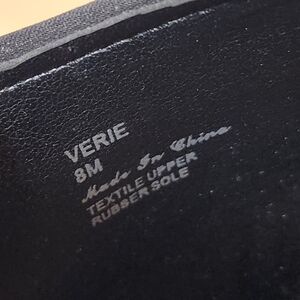 VERIE
8M
Made In China
TEXTILE UPPER
RUBBER SOLE